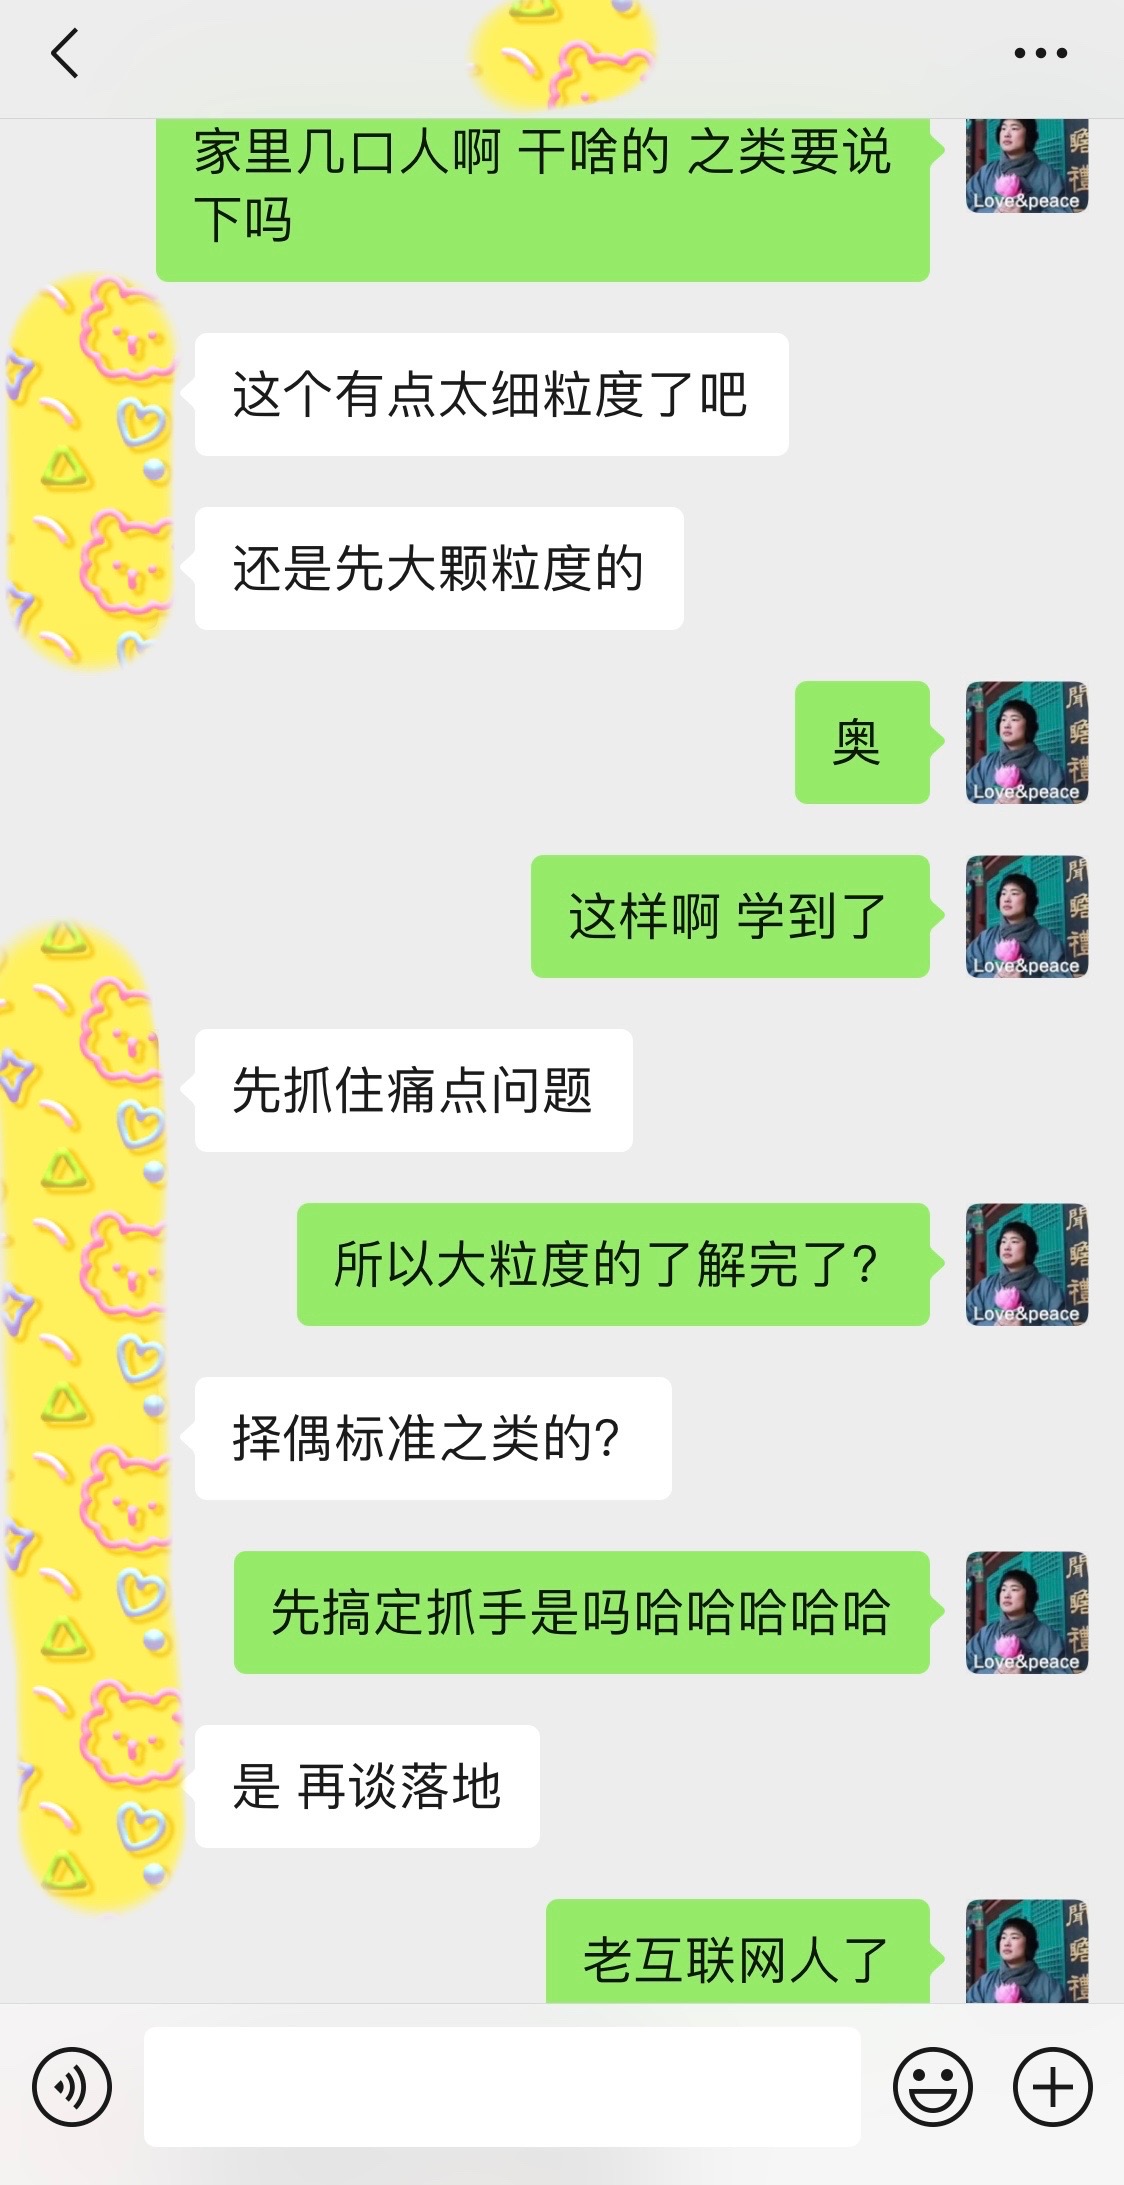 家里几口人啊 干啥的 之类要说
下吗
Love&peace
这个有点太细粒度了吧
还是先大颗粒度的
奥
Love&peace
这样啊 学到了
Love&peace
先抓住痛点问题
所以大粒度的了解完了?
Love&peace
择偶标准之类的?
先搞定抓手是吗哈哈哈哈哈
Love&peace
是 再谈落地
老互联网人了